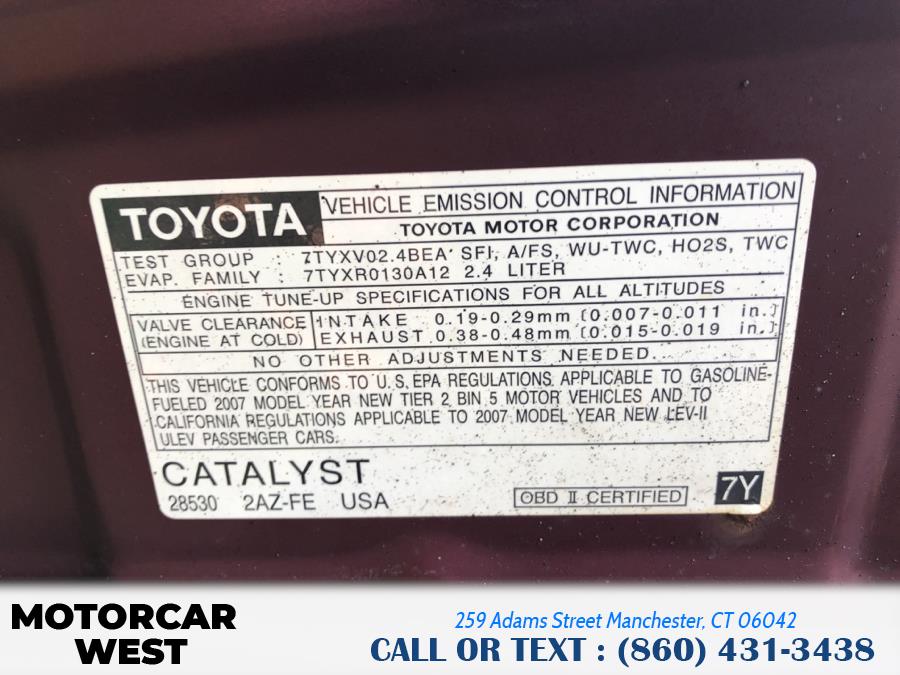 TOYOTA VEHICLE EMISSION CONTROL INFORMATION
TOYOTA MOTOR CORPORATION
TEST GROUP : 7TYXV02.4BEA SFI, A/FS, WU-TWC, HO2S, TWC
EVAP. FAMILY : 7TYXR0130A12 2.4 LITER
ENGINE TUNE-UP SPECIFICATIONS FOR ALL ALTITUDES
VALVE CLEARANCE INTAKE 0.19-0.29mm (0.007-0.011 in.)
(ENGINE AT COLD) EXHAUST 0.38-0.48mm (0.015-0.019 in.)
NO OTHER ADJUSTMENTS NEEDED.
THIS VEHICLE CONFORMS TO U.S. EPA REGULATIONS APPLICABLE TO GASOLINE-
FUELED 2007 MODEL YEAR NEW TIER 2 BIN 5 MOTOR VEHICLES AND TO
CALIFORNIA REGULATIONS APPLICABLE TO 2007 MODEL YEAR NEW LEV-II
ULEV PASSENGER CARS.
CATALYST
28530 2AZ-FE USA OBD II CERTIFIED 7Y
MOTORCAR
WEST
259 Adams Street Manchester, CT 06042
CALL OR TEXT : (860) 431-3438